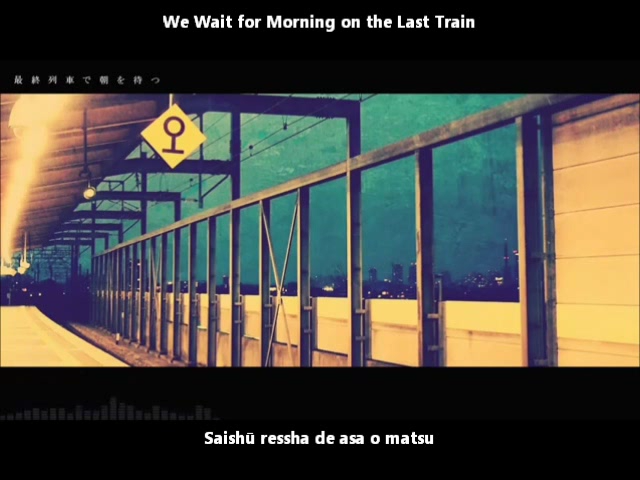 We Wait for Morning on the Last Train
最終列車で朝を待つ
Saishū ressha de asa o matsu